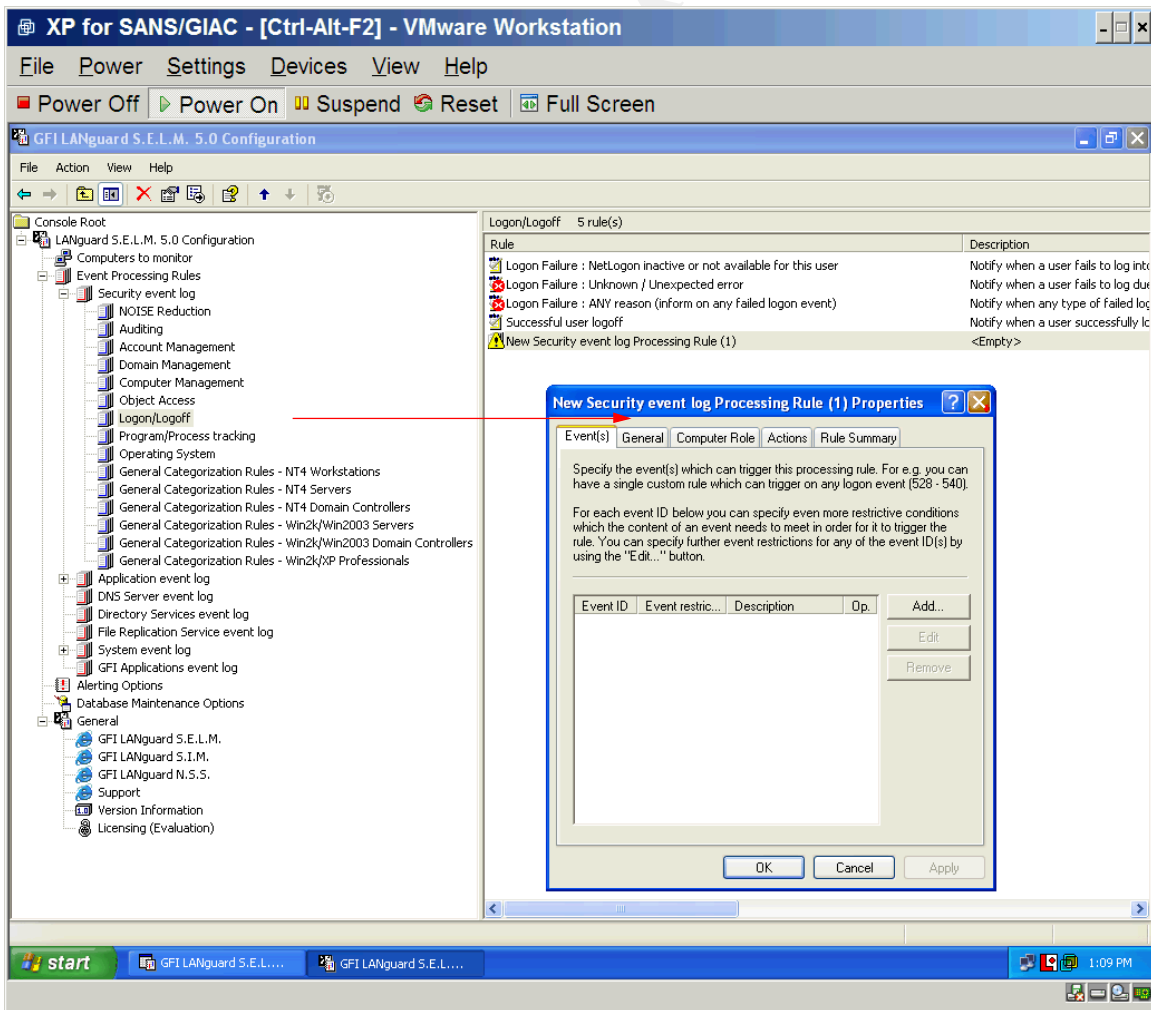 XP for SANS/GIAC - [Ctrl-Alt-F2] - VMware Workstation
File Power Settings Devices View Help
Power Off Power On Suspend Reset Full Screen
GFI LANguard S.E.L.M. 5.0 Configuration
File Action View Help
Console Root
LANguard S.E.L.M. 5.0 Configuration
Computers to monitor
Event Processing Rules
Security event log
NOISE Reduction
Auditing
Account Management
Domain Management
Computer Management
Object Access
Logon/Logoff
Program/Process tracking
Operating System
General Categorization Rules - NT4 Workstations
General Categorization Rules - NT4 Servers
General Categorization Rules - NT4 Domain Controllers
General Categorization Rules - Win2k/Win2003 Servers
General Categorization Rules - Win2k/Win2003 Domain Controllers
General Categorization Rules - Win2k/XP Professionals
Application event log
DNS Server event log
Directory Services event log
File Replication Service event log
System event log
GFI Applications event log
Alerting Options
Database Maintenance Options
General
GFI LANguard S.E.L.M.
GFI LANguard S.I.M.
GFI LANguard N.S.S.
Support
Version Information
Licensing (Evaluation)
Logon/Logoff 5 rule(s)
Rule Description
Logon Failure : NetLogon inactive or not available for this user Notify when a user fails to log into
Logon Failure : Unknown / Unexpected error Notify when a user fails to log due
Logon Failure : ANY reason (inform on any failed logon event) Notify when any type of failed log
Successful user logoff Notify when a user successfully lo
New Security event log Processing Rule (1) <Empty>
New Security event log Processing Rule (1) Properties
Event(s) General Computer Role Actions Rule Summary
Specify the event(s) which can trigger this processing rule. For e.g. you can
have a single custom rule which can trigger on any logon event (528 - 540).
For each event ID below you can specify even more restrictive conditions
which the content of an event needs to meet in order for it to trigger the
rule. You can specify further event restrictions for any of the event ID(s) by
using the "Edit..." button.
Event ID Event restric... Description Op.
Add...
Edit
Remove
OK Cancel Apply
start GFI LANguard S.E.L.... GFI LANguard S.E.L.... 1:09 PM